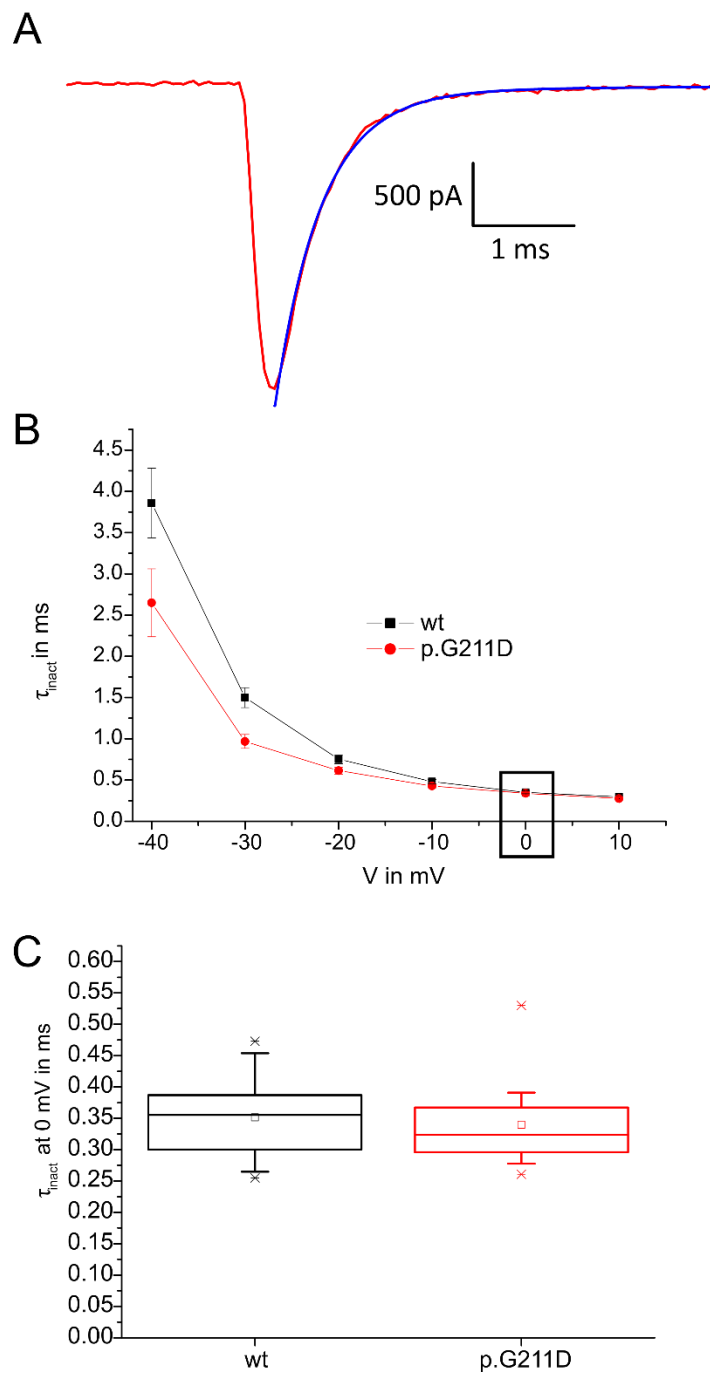 A
500 pA
1 ms
B
4.5
4.0
3.5
3.0
2.5
2.0
1.5
1.0
0.5
0.0
τinact in ms
wt
p.G211D
-40 -30 -20 -10 0 10
V in mV
C
0.60
0.55
0.50
0.45
0.40
0.35
0.30
0.25
0.20
0.15
0.10
0.05
0.00
τinact at 0 mV in ms
wt p.G211D